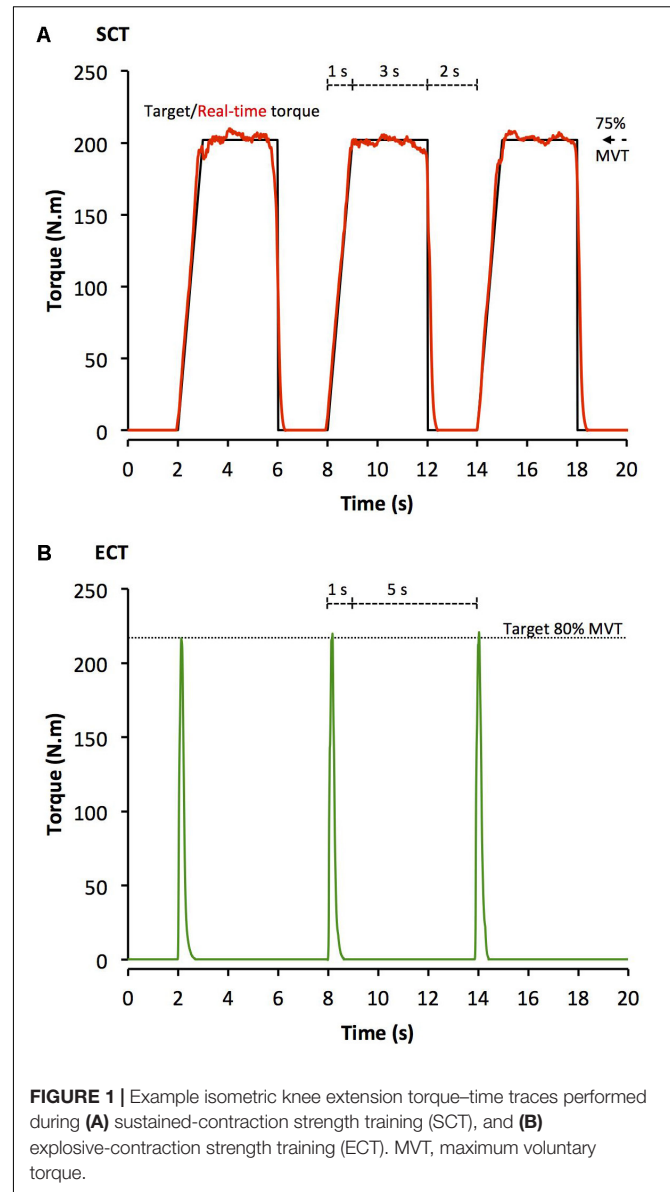 A SCT
1 s 3 s 2 s
250
Target/Real-time torque
75%
MVT
200
150
100
50
0
Torque (N.m)
0 2 4 6 8 10 12 14 16 18 20
Time (s)
B ECT
1 s 5 s
250
Target 80% MVT
200
150
100
50
0
Torque (N.m)
0 2 4 6 8 10 12 14 16 18 20
Time (s)
FIGURE 1 | Example isometric knee extension torque–time traces performed
during (A) sustained-contraction strength training (SCT), and (B)
explosive-contraction strength training (ECT). MVT, maximum voluntary
torque.